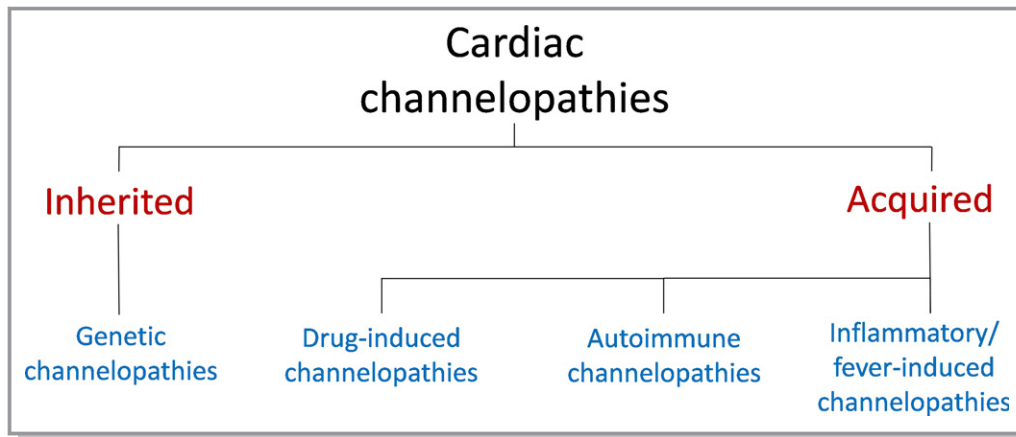 Cardiac
channelopathies
Inherited
Acquired
Genetic
channelopathies
Drug-induced
channelopathies
Autoimmune
channelopathies
Inflammatory/
fever-induced
channelopathies